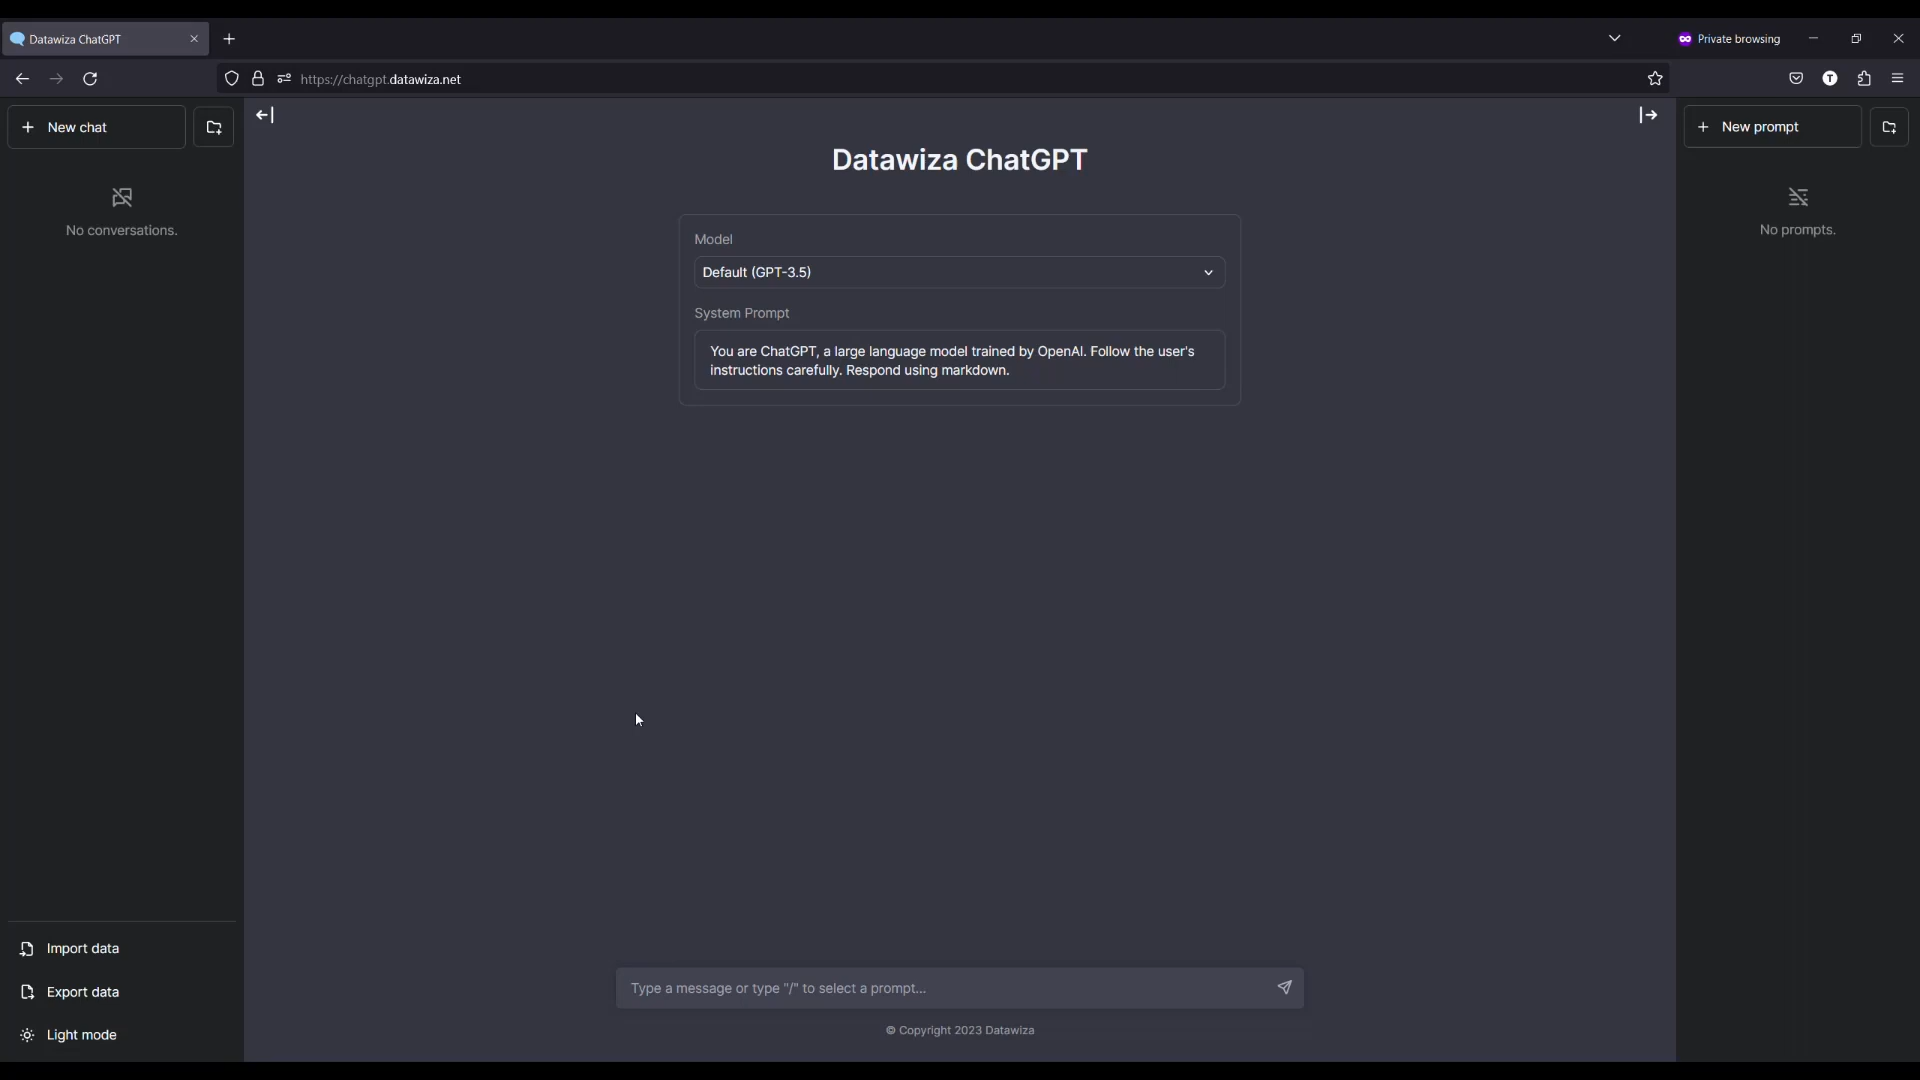 Datawiza ChatGPT
Private browsing
https://chatgpt.datawiza.net
T
New chat
No conversations.
Import data
Export data
Light mode
Datawiza ChatGPT
Model
Default (GPT-3.5)
System Prompt
You are ChatGPT, a large language model trained by OpenAI. Follow the user's
instructions carefully. Respond using markdown.
Type a message or type "/" to select a prompt...
© Copyright 2023 Datawiza
New prompt
No prompts.